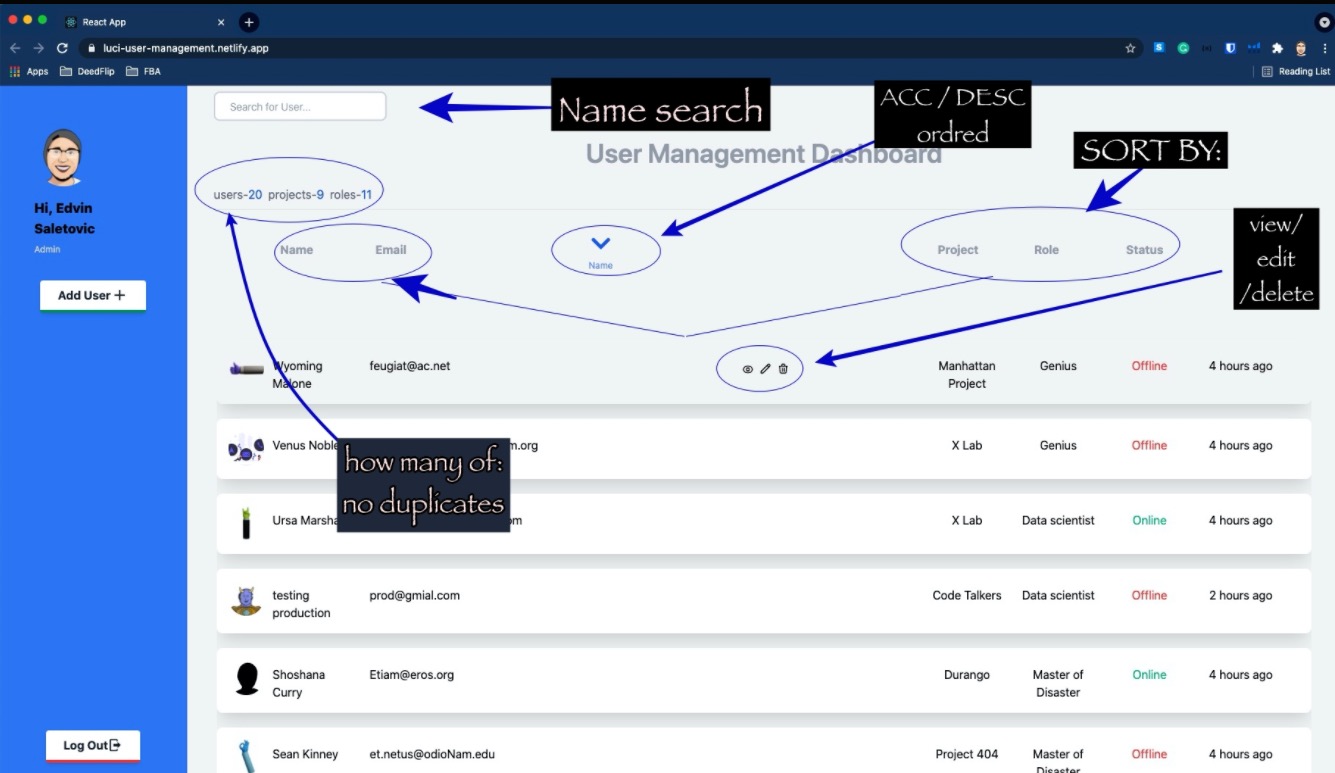 React App
luci-user-management.netlify.app
Apps DeedFlip FBA Reading List
Search for User...
Name search
ACC / DESC
ordred
SORT BY:
User Management Dashboard
Hi, Edvin
Saletovic
Admin
Add User +
users-20 projects-9 roles-11
view/
edit
/delete
Name Email Name Project Role Status
Wyoming
Malone
feugiat@ac.net Manhattan
Project
Genius Offline 4 hours ago
Venus Noble m.org X Lab Genius Offline 4 hours ago
how many of:
no duplicates
Ursa Marsha om X Lab Data scientist Online 4 hours ago
testing
production
prod@gmial.com Code Talkers Data scientist Offline 2 hours ago
Shoshana
Curry
Etiam@eros.org Durango Master of
Disaster
Online 4 hours ago
Sean Kinney et.netus@odioNam.edu Project 404 Master of
Disaster
Offline 4 hours ago
Log Out